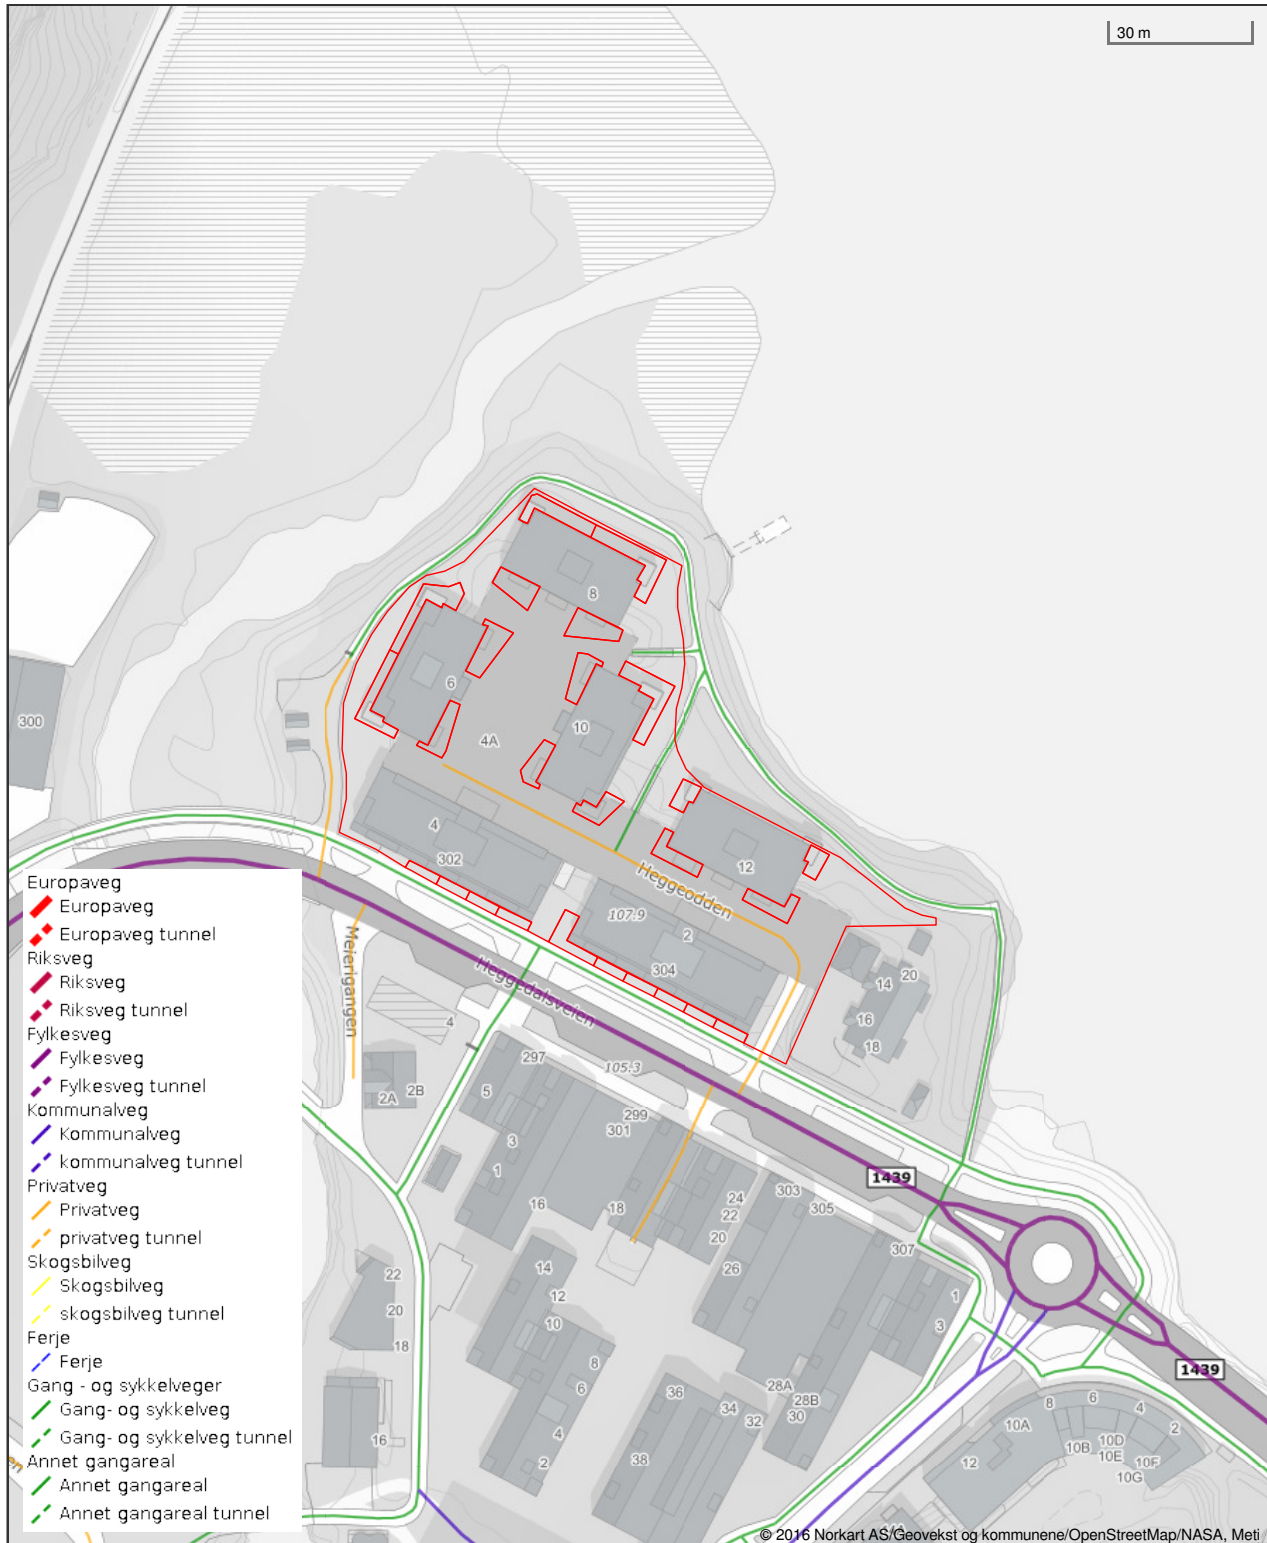 30 m
8
6
10
4A
300
4
302
12
Heggeodden
107.9
2
304
14
20
16
18
Heggedalsveien
Meierigangen
4
297
105.3
2B
2A
5
299
301
3
1
16
18
24
22
20
26
303
305
307
1439
1
3
14
12
10
8
6
4
2
22
20
18
16
36
34
32
38
28A
28B
30
1439
8
6
4
2
10A
10B
10D
10E
10F
10G
12
Europaveg
Europaveg
Europaveg tunnel
Riksveg
Riksveg
Riksveg tunnel
Fylkesveg
Fylkesveg
Fylkesveg tunnel
Kommunalveg
Kommunalveg
kommunalveg tunnel
Privatveg
Privatveg
privatveg tunnel
Skogsbilveg
Skogsbilveg
skogsbilveg tunnel
Ferje
Ferje
Gang - og sykkelveger
Gang- og sykkelveg
Gang- og sykkelveg tunnel
Annet gangareal
Annet gangareal
Annet gangareal tunnel
© 2016 Norkart AS/Geovekst og kommunene/OpenStreetMap/NASA, Meti